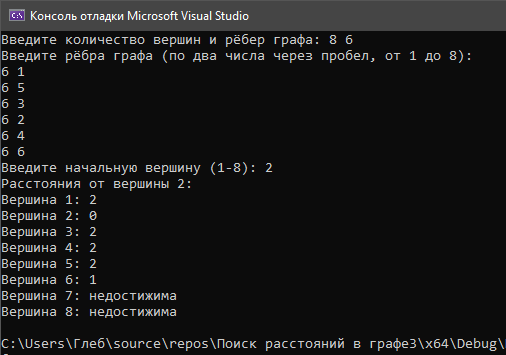 Консоль отладки Microsoft Visual Studio
Введите количество вершин и рёбер графа: 8 6
Введите рёбра графа (по два числа через пробел, от 1 до 8):
6 1
6 5
6 3
6 2
6 4
6 6
Введите начальную вершину (1-8): 2
Расстояния от вершины 2:
Вершина 1: 2
Вершина 2: 0
Вершина 3: 2
Вершина 4: 2
Вершина 5: 2
Вершина 6: 1
Вершина 7: недостижима
Вершина 8: недостижима
C:\Users\Глеб\source\repos\Поиск расстояний в графе3\x64\Debug\